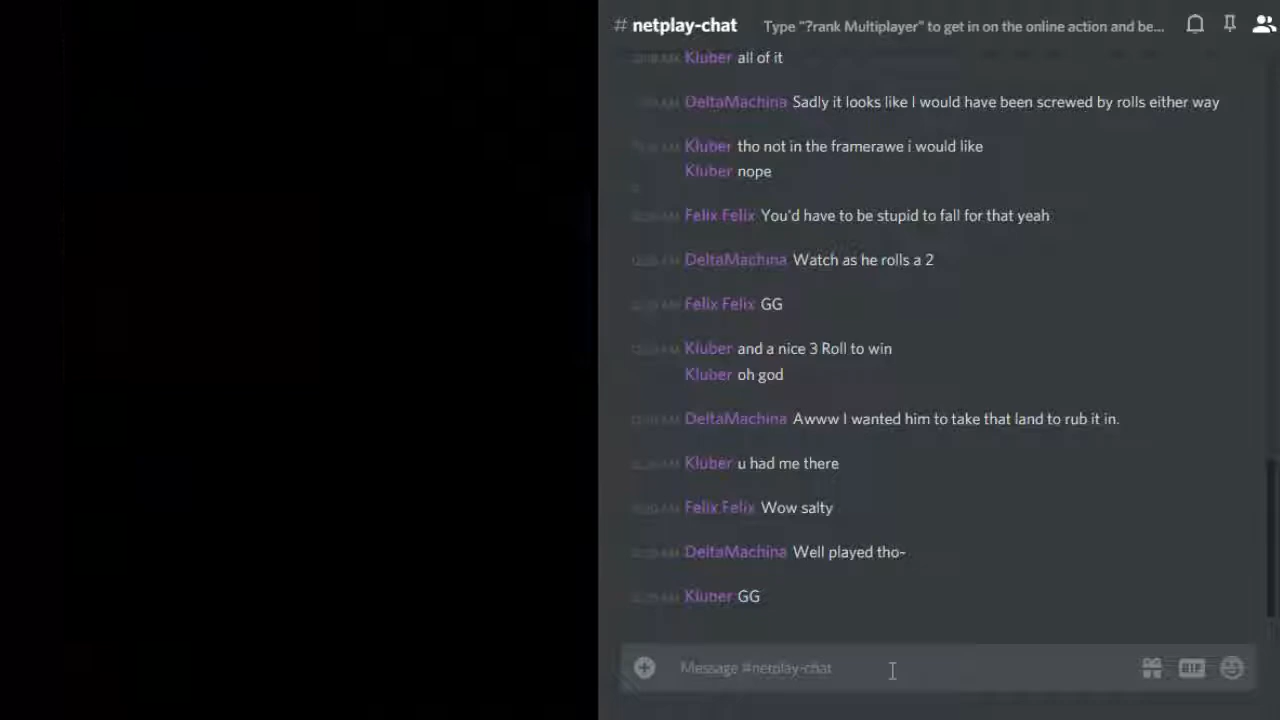 # netplay-chat Type "?rank Multiplayer" to get in on the online action and be...
Kluber all of it
DeltaMachina Sadly it looks like I would have been screwed by rolls either way
Kluber tho not in the framerawe i would like
Kluber nope
Felix Felix You'd have to be stupid to fall for that yeah
DeltaMachina Watch as he rolls a 2
Felix Felix GG
Kluber and a nice 3 Roll to win
Kluber oh god
DeltaMachina Awww I wanted him to take that land to rub it in.
Kluber u had me there
Felix Felix Wow salty
DeltaMachina Well played tho~
Kluber GG
Message #netplay-chat
GIF